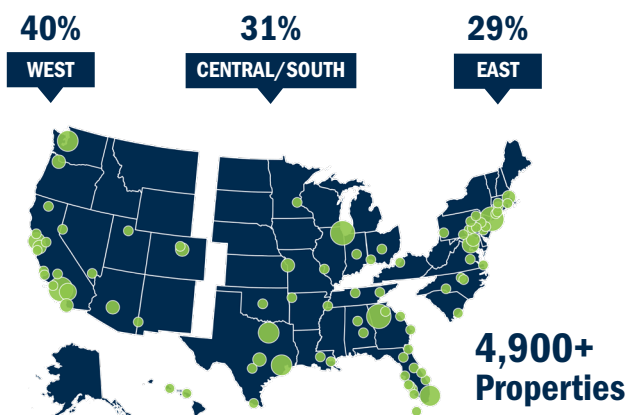 40%
31%
29%
WEST
CENTRAL/SOUTH
EAST
4,900+
Properties